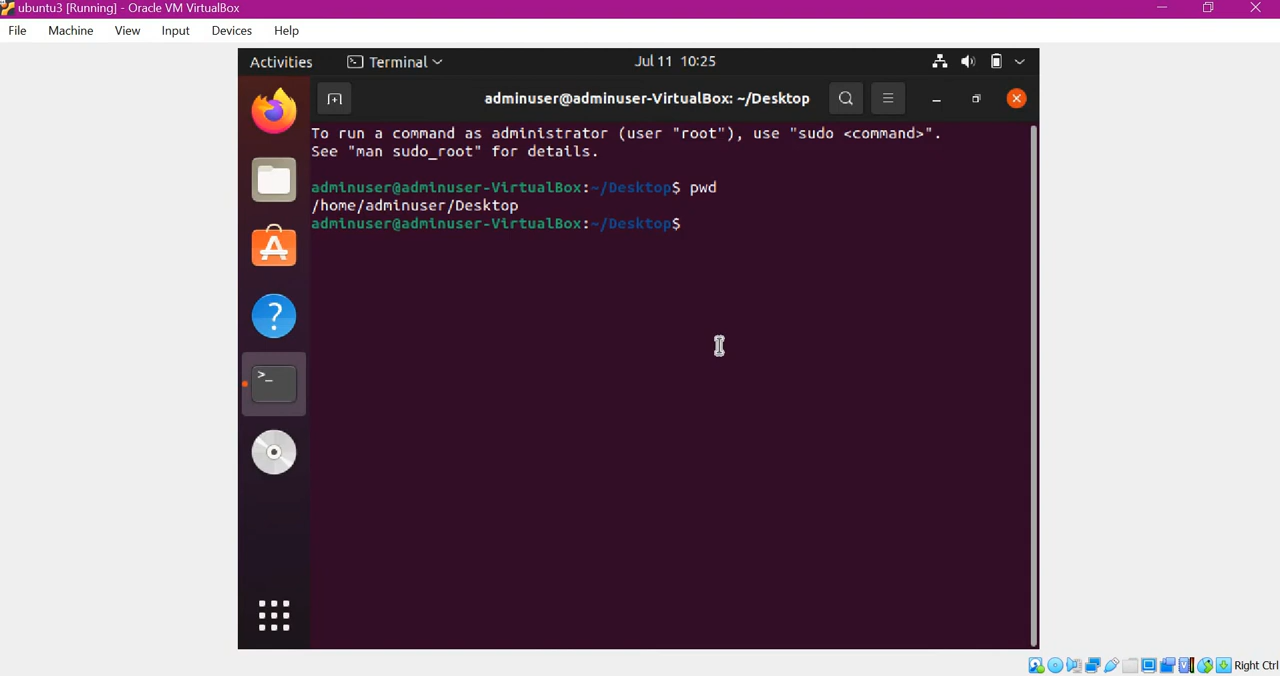 ubuntu3 [Running] - Oracle VM VirtualBox
File Machine View Input Devices Help
Activities Terminal Jul 11 10:25
adminuser@adminuser-VirtualBox: ~/Desktop
To run a command as administrator (user "root"), use "sudo <command>".
See "man sudo_root" for details.
adminuser@adminuser-VirtualBox:~/Desktop$ pwd
/home/adminuser/Desktop
adminuser@adminuser-VirtualBox:~/Desktop$
Right Ctrl